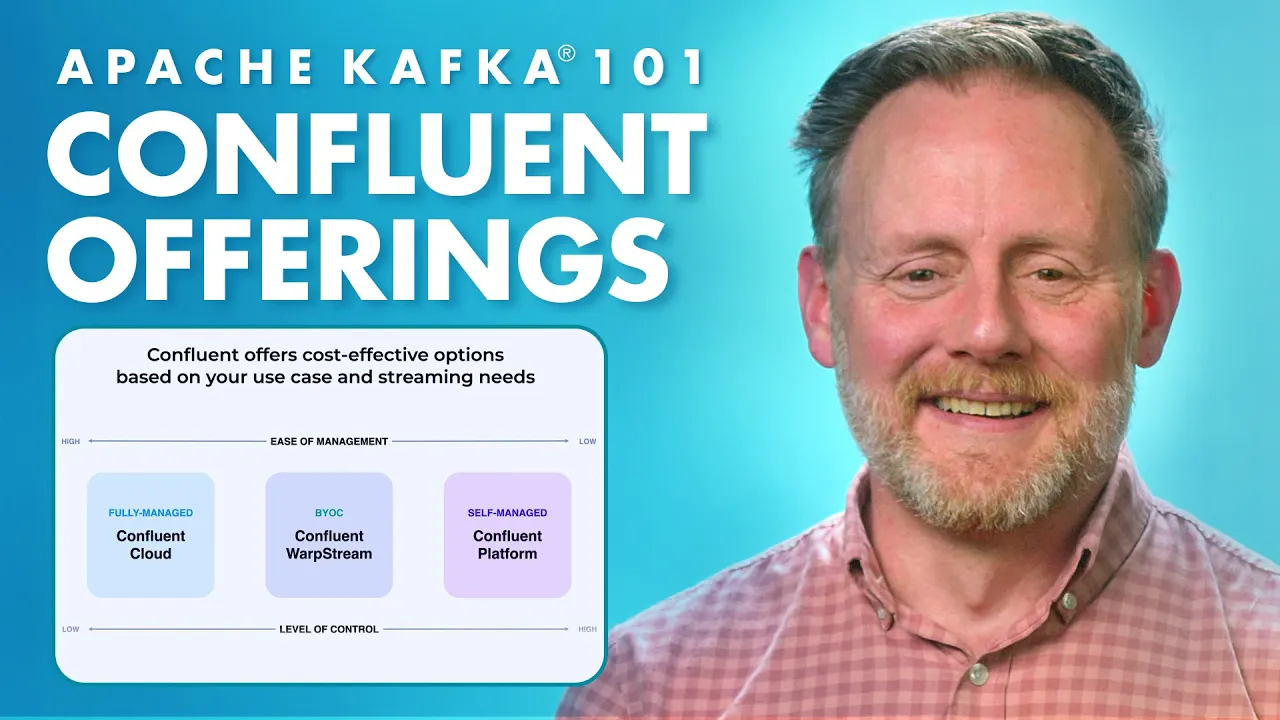 APACHE KAFKA® 101
CONFLUENT
OFFERINGS
Confluent offers cost-effective options
based on your use case and streaming needs
HIGH EASE OF MANAGEMENT LOW
FULLY-MANAGED
Confluent
Cloud
BYOC
Confluent
WarpStream
SELF-MANAGED
Confluent
Platform
LOW LEVEL OF CONTROL HIGH